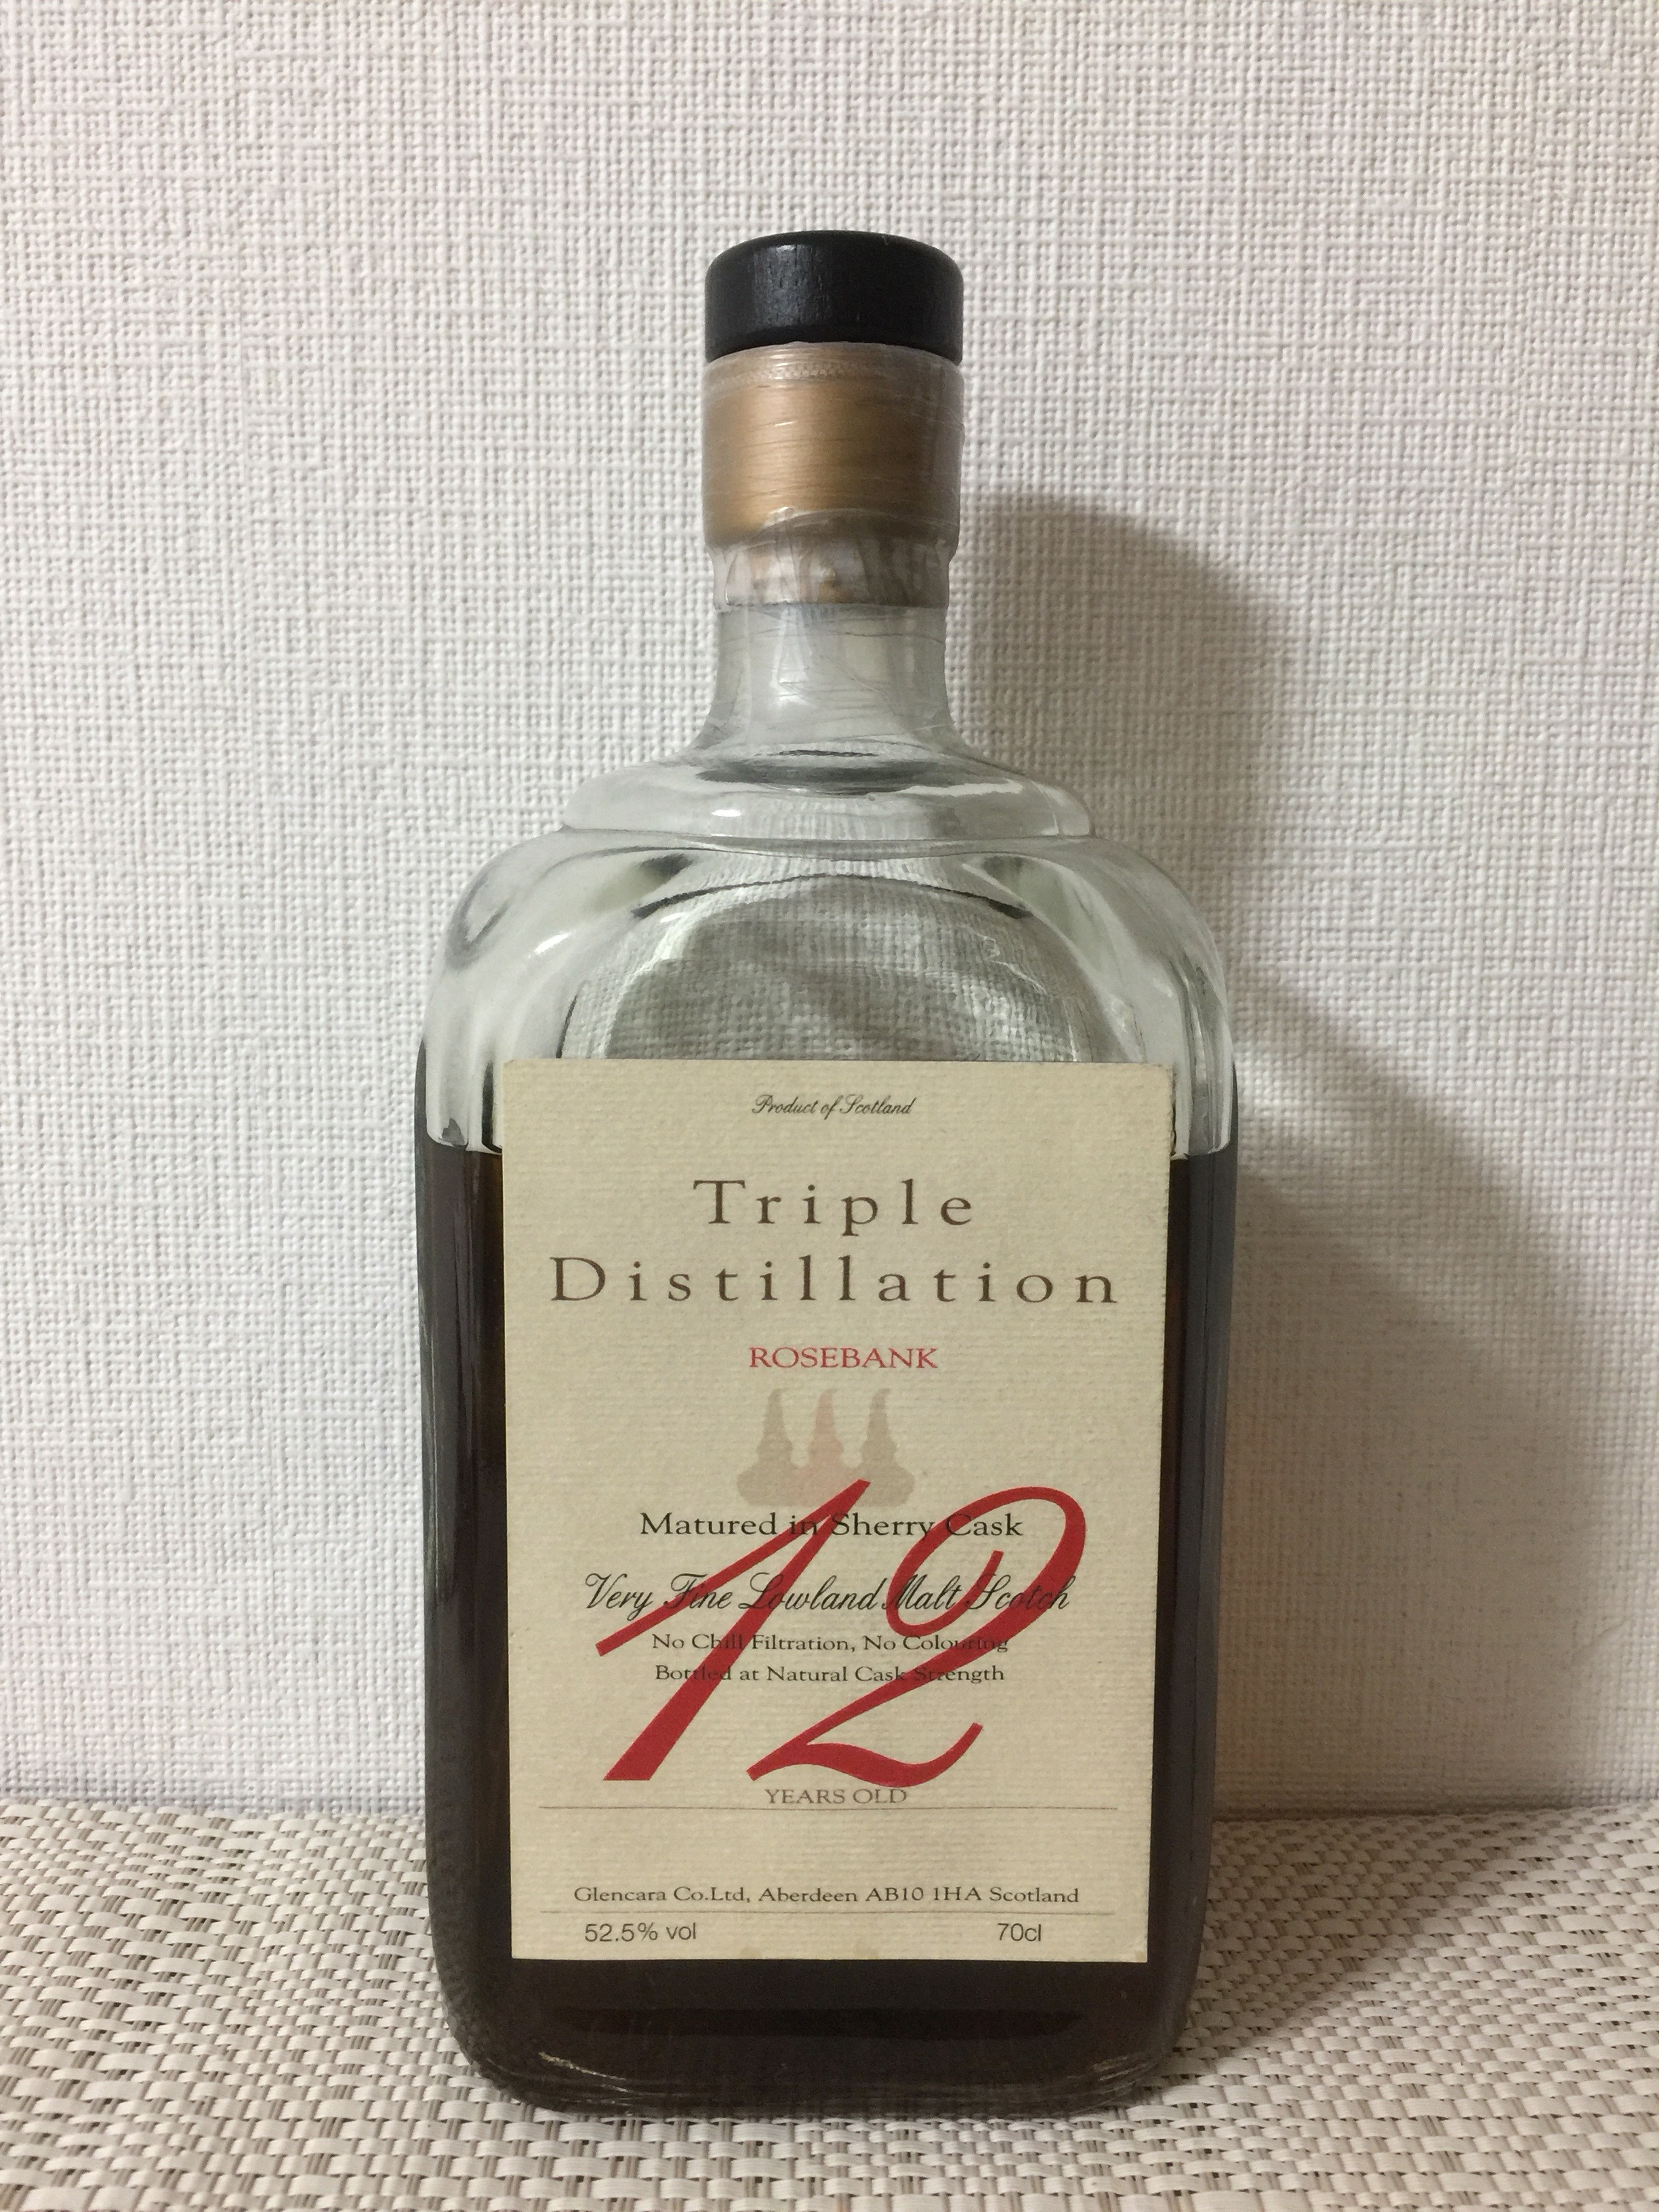 Product of Scotland
Triple
Distillation
ROSEBANK
Matured in Sherry Cask
Very Fine Lowland Malt Scotch
No Chill Filtration, No Colouring
Bottled at Natural Cask Strength
12
YEARS OLD
Glencara Co.Ltd, Aberdeen AB10 1HA Scotland
52.5% vol 70cl